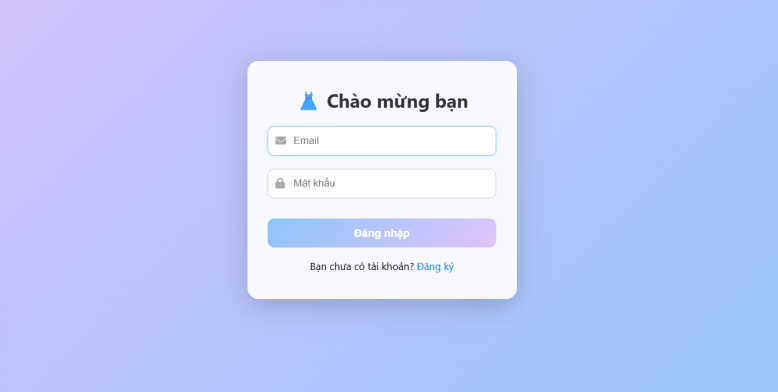 Chào mừng bạn
Email
Mật khẩu
Đăng nhập
Bạn chưa có tài khoản? Đăng ký